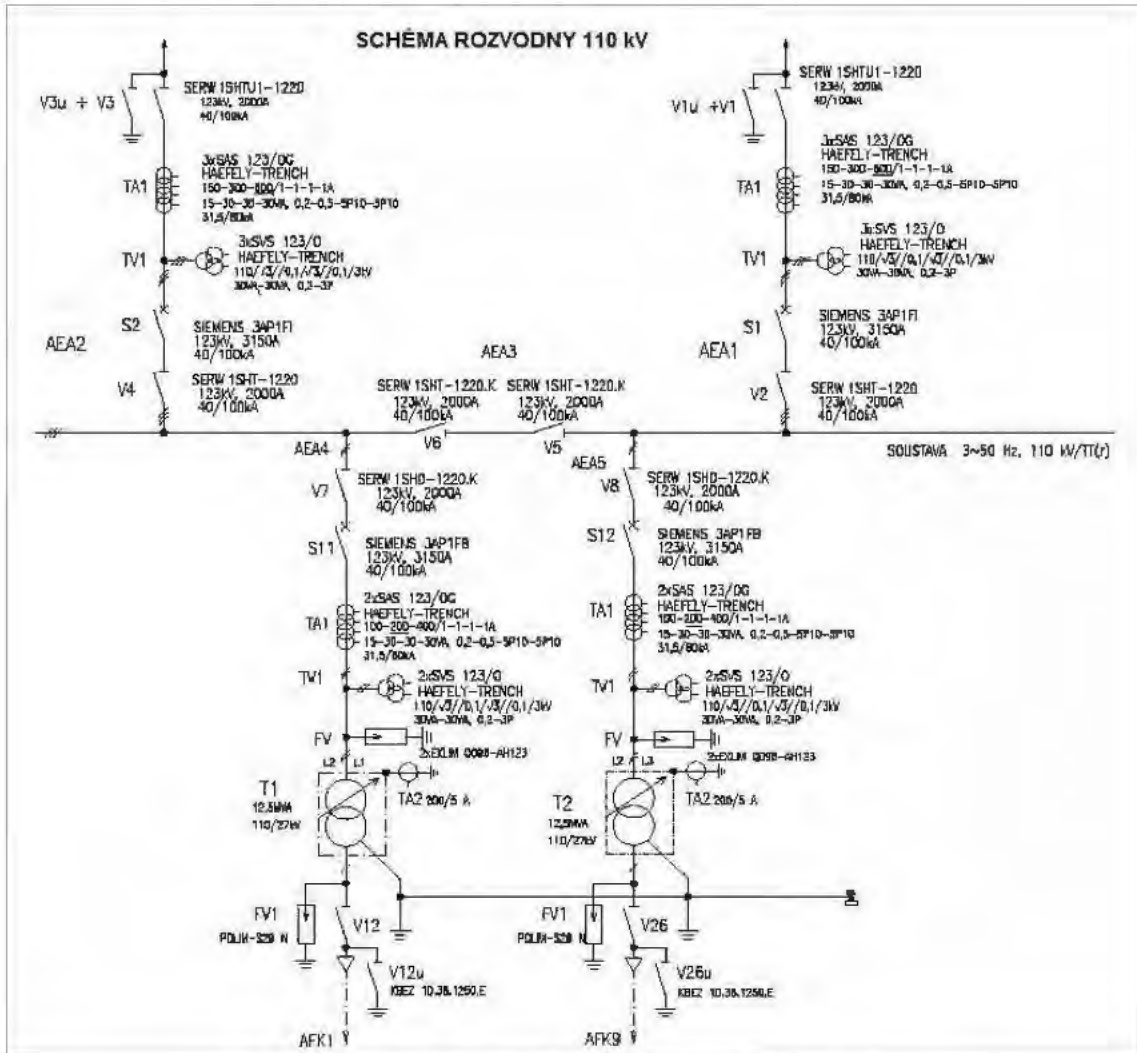 SCHÉMA ROZVODNY 110 kV
V3u + V3
SERW 1SHTU1-1220
123kV, 2000A
40/100kA
TA1
3xSAS 123/0G
HAEFELY-TRENCH
150-300-600/1-1-1-1A
15-30-30-30VA, 0,2-0,5-5P10-5P10
31,5/80kA
TV1
3xSVS 123/0
HAEFELY-TRENCH
110/√3//0,1/√3//0,1/3kV
30VA-30VA, 0,2-3P
S2
SIEMENS 3AP1FI
123kV, 3150A
40/100kA
AEA2
V4
SERW 1SHT-1220
123kV, 2000A
40/100kA
V1u +V1
SERW 1SHTU1-1220
123kV, 2000A
40/100kA
TA1
3xSAS 123/0G
HAEFELY-TRENCH
150-300-600/1-1-1-1A
15-30-30-30VA, 0,2-0,5-5P10-5P10
31,5/80kA
TV1
3xSVS 123/0
HAEFELY-TRENCH
110/√3//0,1/√3//0,1/3kV
30VA-30VA, 0,2-3P
S1
SIEMENS 3AP1FI
123kV, 3150A
40/100kA
AEA1
V2
SERW 1SHT-1220
123kV, 2000A
40/100kA
AEA3
SERW 1SHT-1220.K
123kV, 2000A
40/100kA
V6
SERW 1SHT-1220.K
123kV, 2000A
40/100kA
V5
SOUSTAVA 3~50 Hz, 110 kV/TT(r)
AEA4
V7
SERW 1SHD-1220.K
123kV, 2000A
40/100kA
S11
SIEMENS 3AP1FB
123kV, 3150A
40/100kA
TA1
2xSAS 123/0G
HAEFELY-TRENCH
100-200-400/1-1-1-1A
15-30-30-30VA, 0,2-0,5-5P10-5P10
31,5/80kA
TV1
2xSVS 123/0
HAEFELY-TRENCH
110/√3//0,1/√3//0,1/3kV
30VA-30VA, 0,2-3P
FV
2xEXLIM Q096-AH123
L2 L1
T1
12,5MVA
110/27kV
TA2 200/5 A
FV1
POLIM-S28 N
V12
V12u
KBEZ 10.38.1250.E
AFK1
AEA5
V8
SERW 1SHD-1220.K
123kV, 2000A
40/100kA
S12
SIEMENS 3AP1FB
123kV, 3150A
40/100kA
TA1
2xSAS 123/0G
HAEFELY-TRENCH
100-200-400/1-1-1-1A
15-30-30-30VA, 0,2-0,5-5P10-5P10
31,5/80kA
TV1
2xSVS 123/0
HAEFELY-TRENCH
110/√3//0,1/√3//0,1/3kV
30VA-30VA, 0,2-3P
FV
2xEXLIM Q096-AH123
L2 L3
T2
12,5MVA
110/27kV
TA2 200/5 A
FV1
POLIM-S28 N
V26
V26u
KBEZ 10.38.1250.E
AFK9